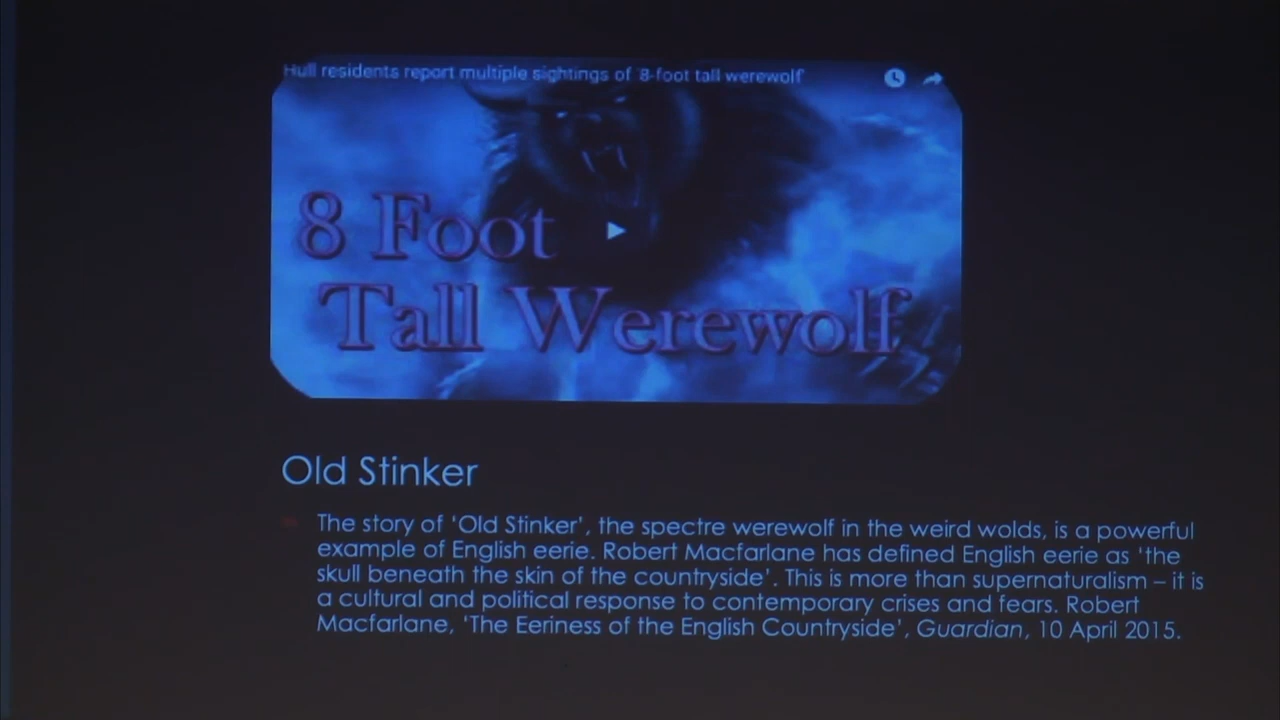 Hull residents report multiple sightings of '8-foot tall werewolf'
8 Foot
Tall Werewolf
Old Stinker
The story of ‘Old Stinker’, the spectre werewolf in the weird wolds, is a powerful
example of English eerie. Robert Macfarlane has defined English eerie as ‘the
skull beneath the skin of the countryside’. This is more than supernaturalism – it is
a cultural and political response to contemporary crises and fears. Robert
Macfarlane, ‘The Eeriness of the English Countryside’, Guardian, 10 April 2015.